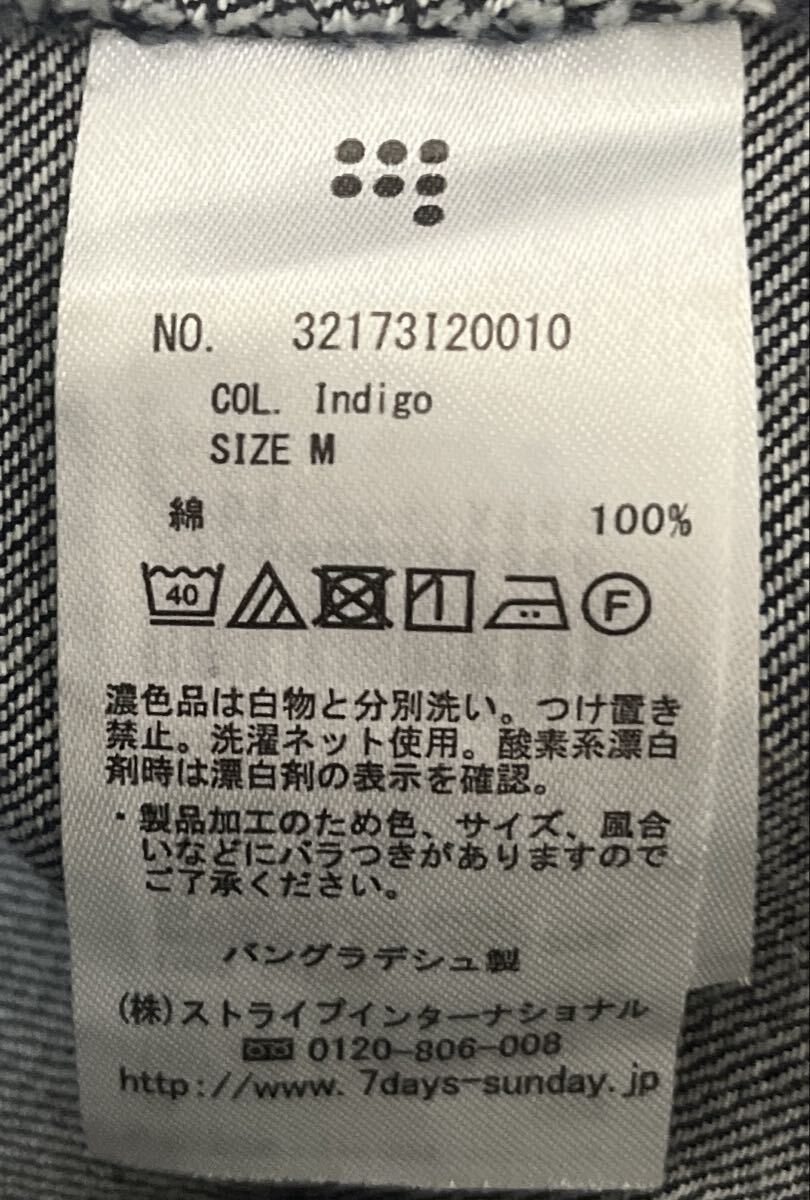 NO. 32173I20010
COL. Indigo
SIZE M
綿 100%
40 F
濃色品は白物と分別洗い。つけ置き
禁止。洗濯ネット使用。酸素系漂白
剤時は漂白剤の表示を確認。
・製品加工のため色、サイズ、風合
いなどにバラつきがありますので
ご了承ください。
バングラデシュ製
(株)ストライプインターナショナル
0120-806-008
http://www.7days-sunday.jp